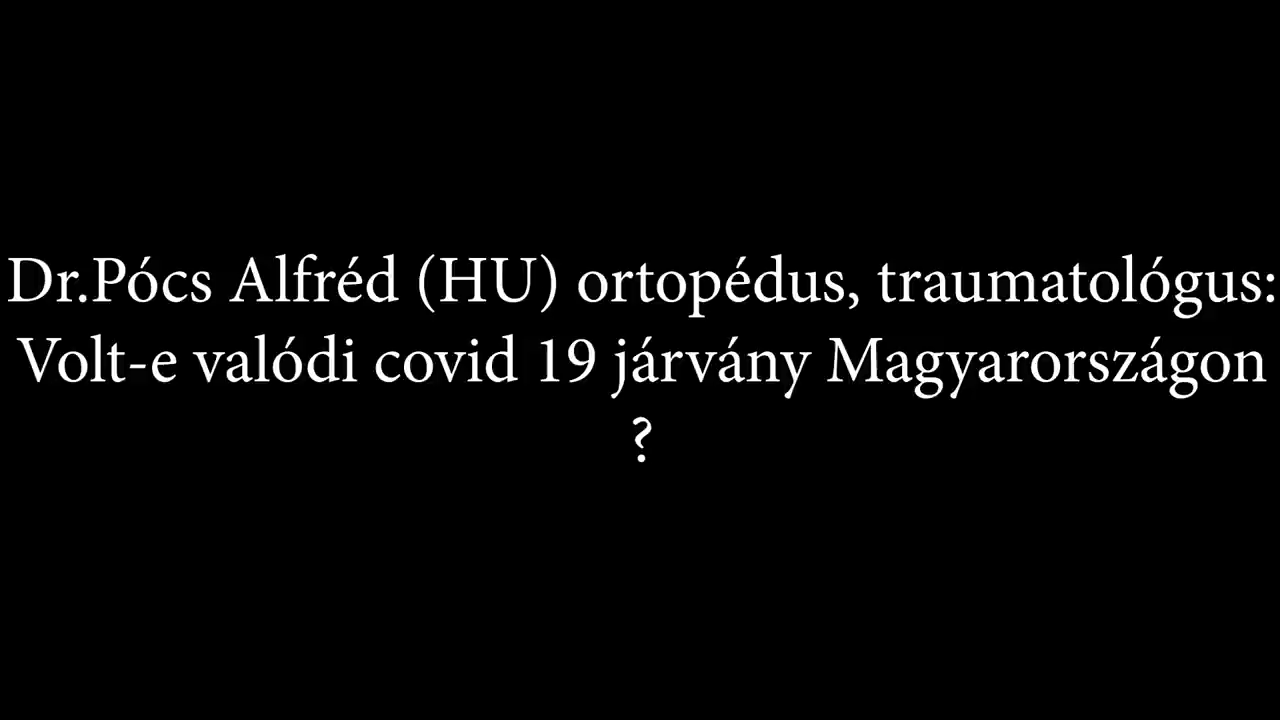 Dr.Pócs Alfréd (HU) ortopédus, traumatológus:
Volt-e valódi covid 19 járvány Magyarországon
?